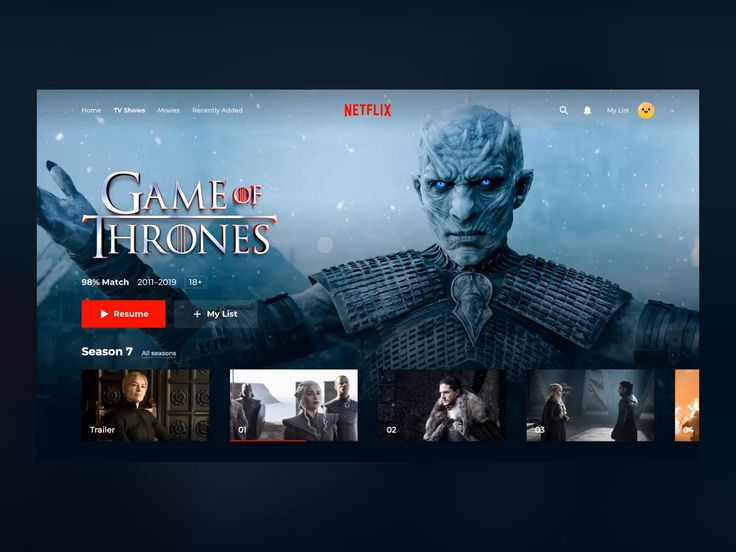 Home TV Shows Movies Recently Added NETFLIX My List
GAME OF
THRONES
98% Match 2011–2019 18+
Resume + My List
Season 7 All seasons
Trailer 01 02 03 04